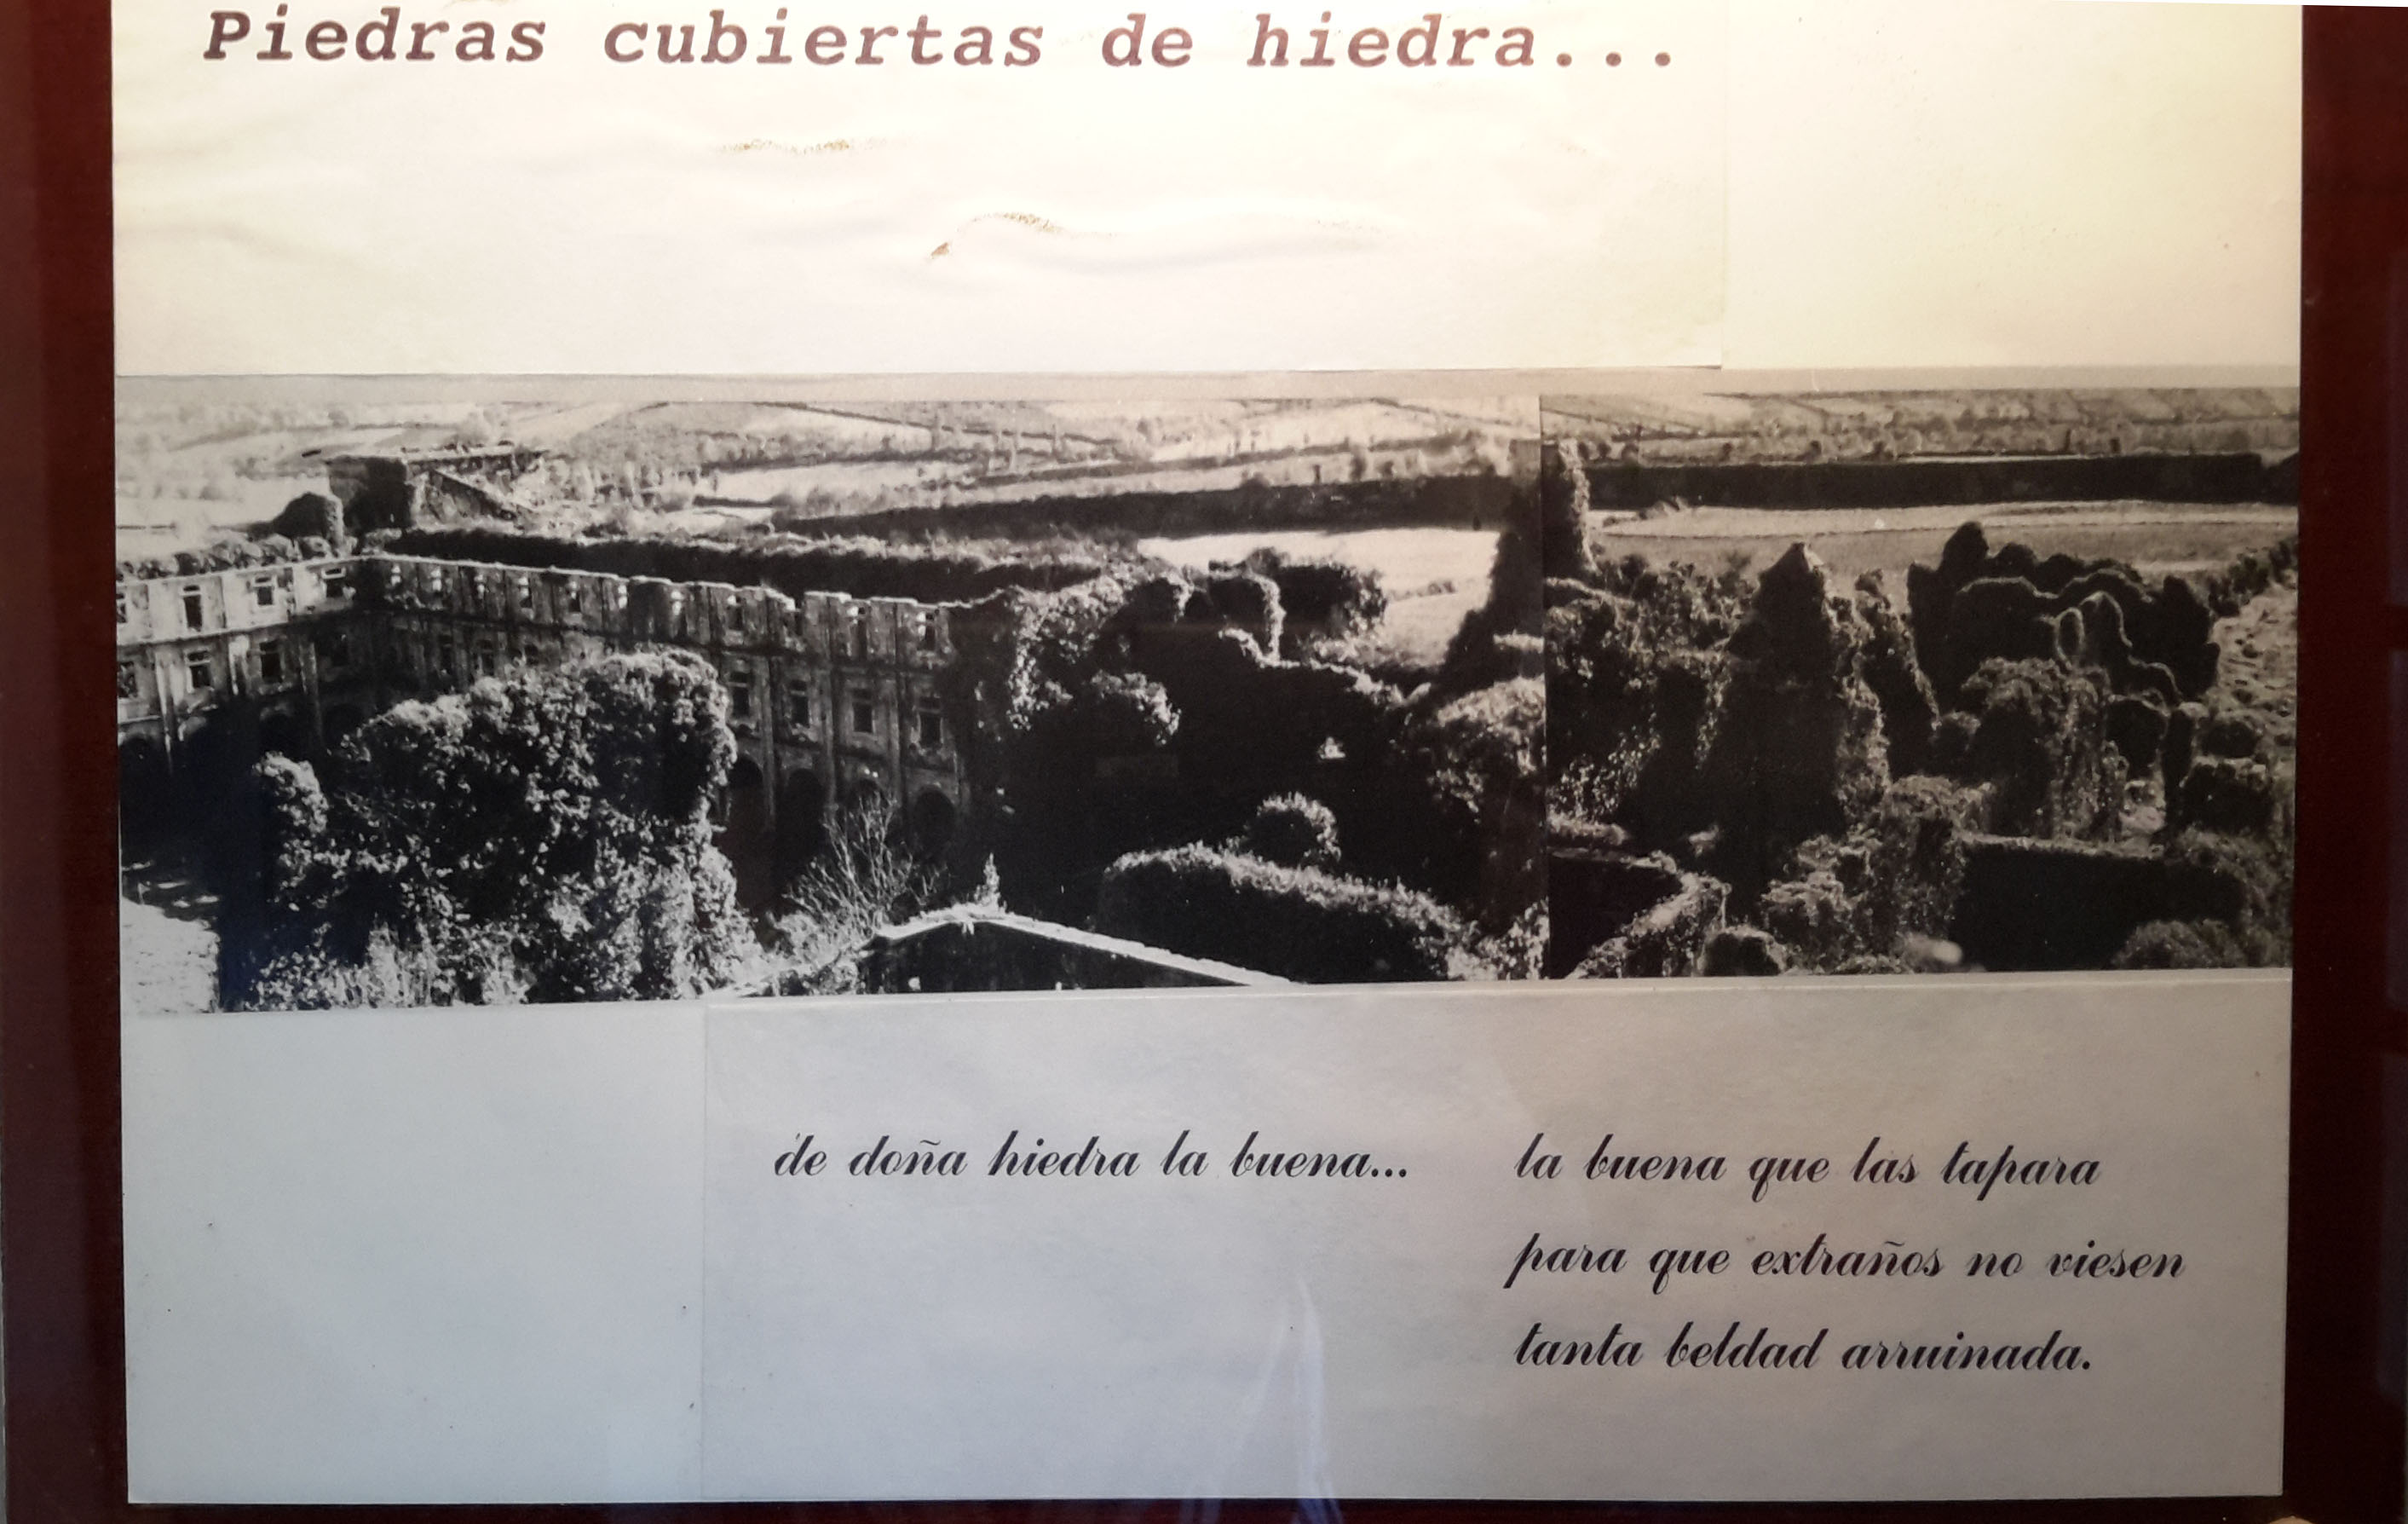 Piedras cubiertas de hiedra...
de doña hiedra la buena...
la buena que las tapara
para que extraños no viesen
tanta beldad arruinada.